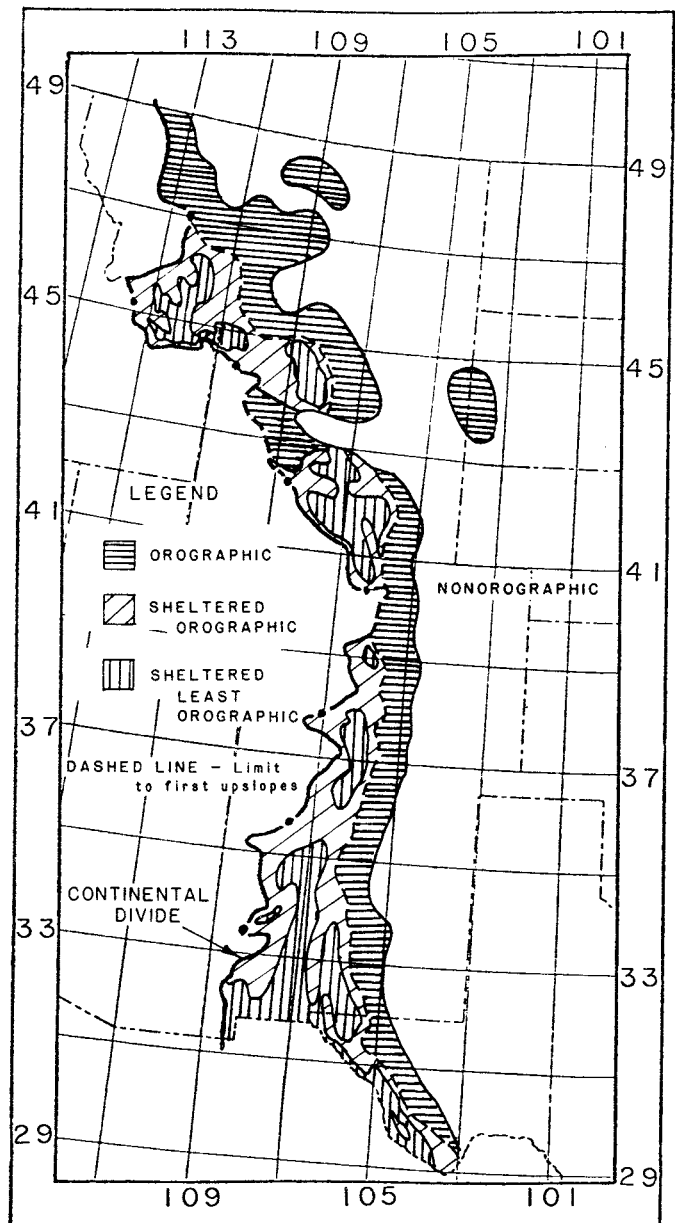 113 109 105 101
49
49
45
45
LEGEND
41
OROGRAPHIC
41
NONOROGRAPHIC
SHELTERED
OROGRAPHIC
SHELTERED
LEAST
OROGRAPHIC
37
37
DASHED LINE – Limit
to first upslopes
CONTINENTAL
DIVIDE
33
33
29
29
109 105 101